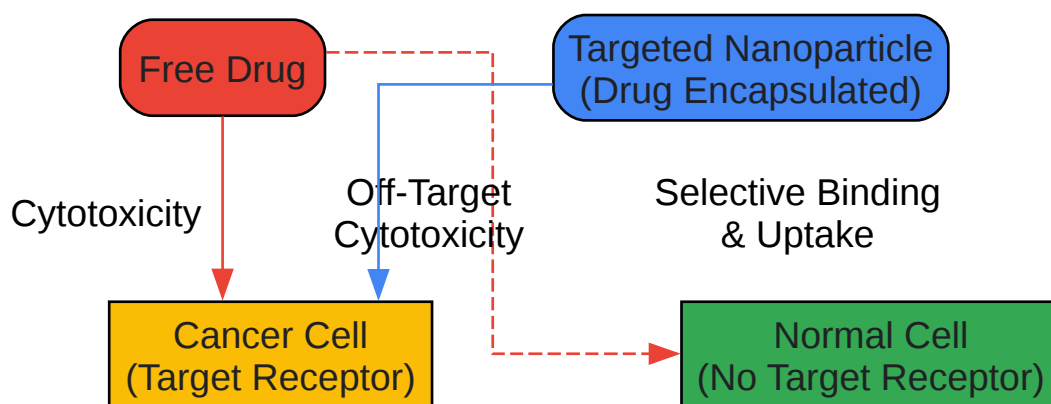 Free Drug
Targeted Nanoparticle
(Drug Encapsulated)
Cytotoxicity
Off-Target
Cytotoxicity
Selective Binding
& Uptake
Cancer Cell
(Target Receptor)
Normal Cell
(No Target Receptor)